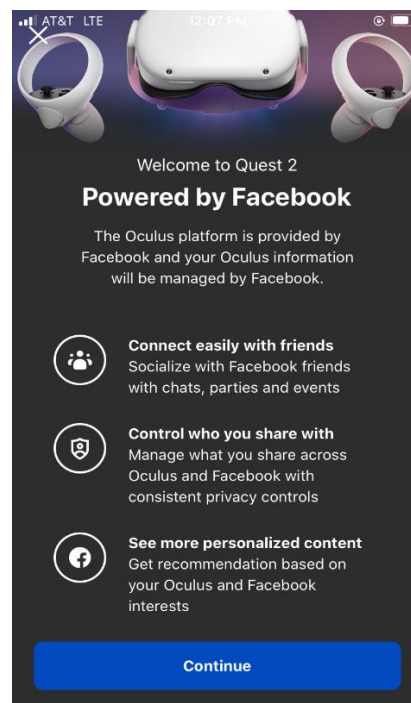 AT&T LTE 12:07 PM
Welcome to Quest 2
Powered by Facebook
The Oculus platform is provided by
Facebook and your Oculus information
will be managed by Facebook.
Connect easily with friends
Socialize with Facebook friends
with chats, parties and events
Control who you share with
Manage what you share across
Oculus and Facebook with
consistent privacy controls
See more personalized content
Get recommendation based on
your Oculus and Facebook
interests
Continue